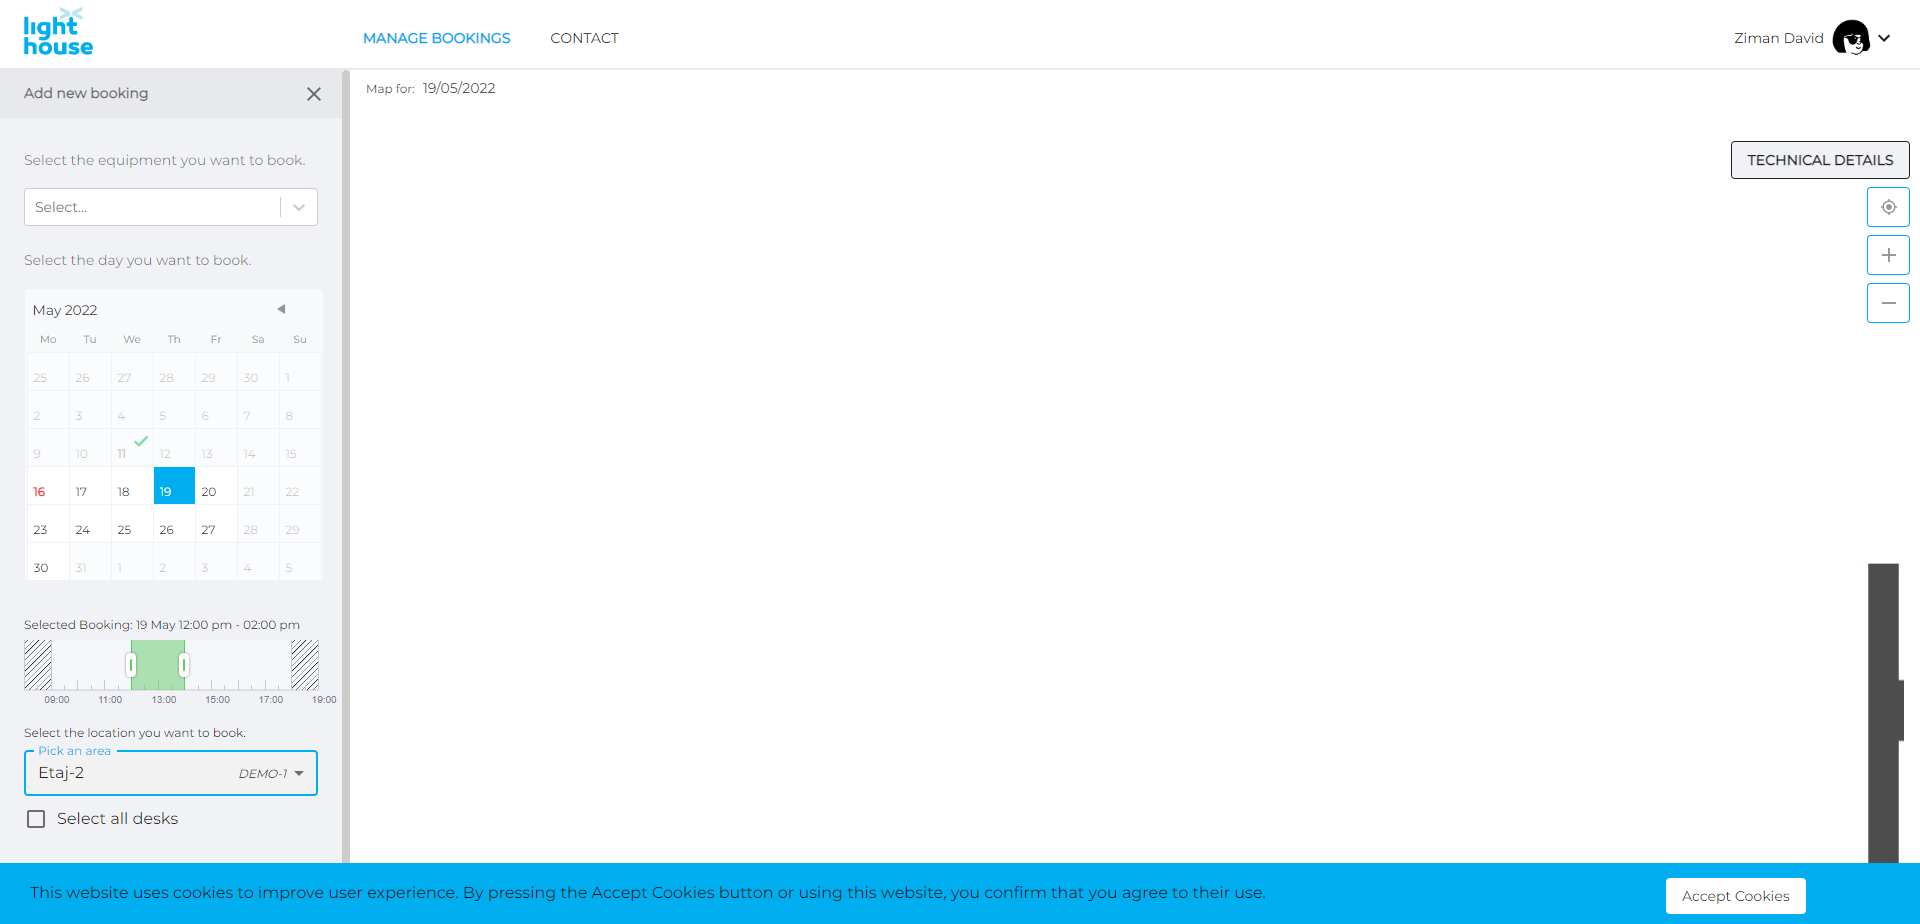 light
house
MANAGE BOOKINGS
CONTACT
Ziman David
Add new booking
Map for: 19/05/2022
Select the equipment you want to book.
TECHNICAL DETAILS
Select...
Select the day you want to book.
May 2022
Mo Tu We Th Fr Sa Su
25 26 27 28 29 30 1
2 3 4 5 6 7 8
9 10 11 12 13 14 15
16 17 18 19 20 21 22
23 24 25 26 27 28 29
30 31 1 2 3 4 5
Selected Booking: 19 May 12:00 pm - 02:00 pm
09:00 11:00 13:00 15:00 17:00 19:00
Select the location you want to book.
Pick an area
Etaj-2 DEMO-1
Select all desks
This website uses cookies to improve user experience. By pressing the Accept Cookies button or using this website, you confirm that you agree to their use.
Accept Cookies